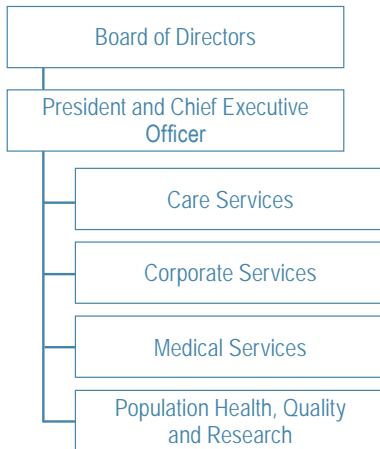 Board of Directors
President and Chief Executive
Officer
Care Services
Corporate Services
Medical Services
Population Health, Quality
and Research